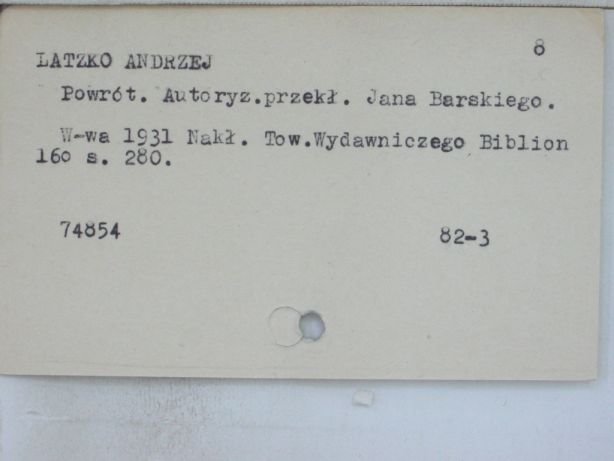 8
LATZKO ANDRZEJ
Powrót. Autoryz.przekł. Jana Barskiego.
W-wa 1931 Nakł. Tow.Wydawniczego Biblion
160 s. 280.
74854 82-3